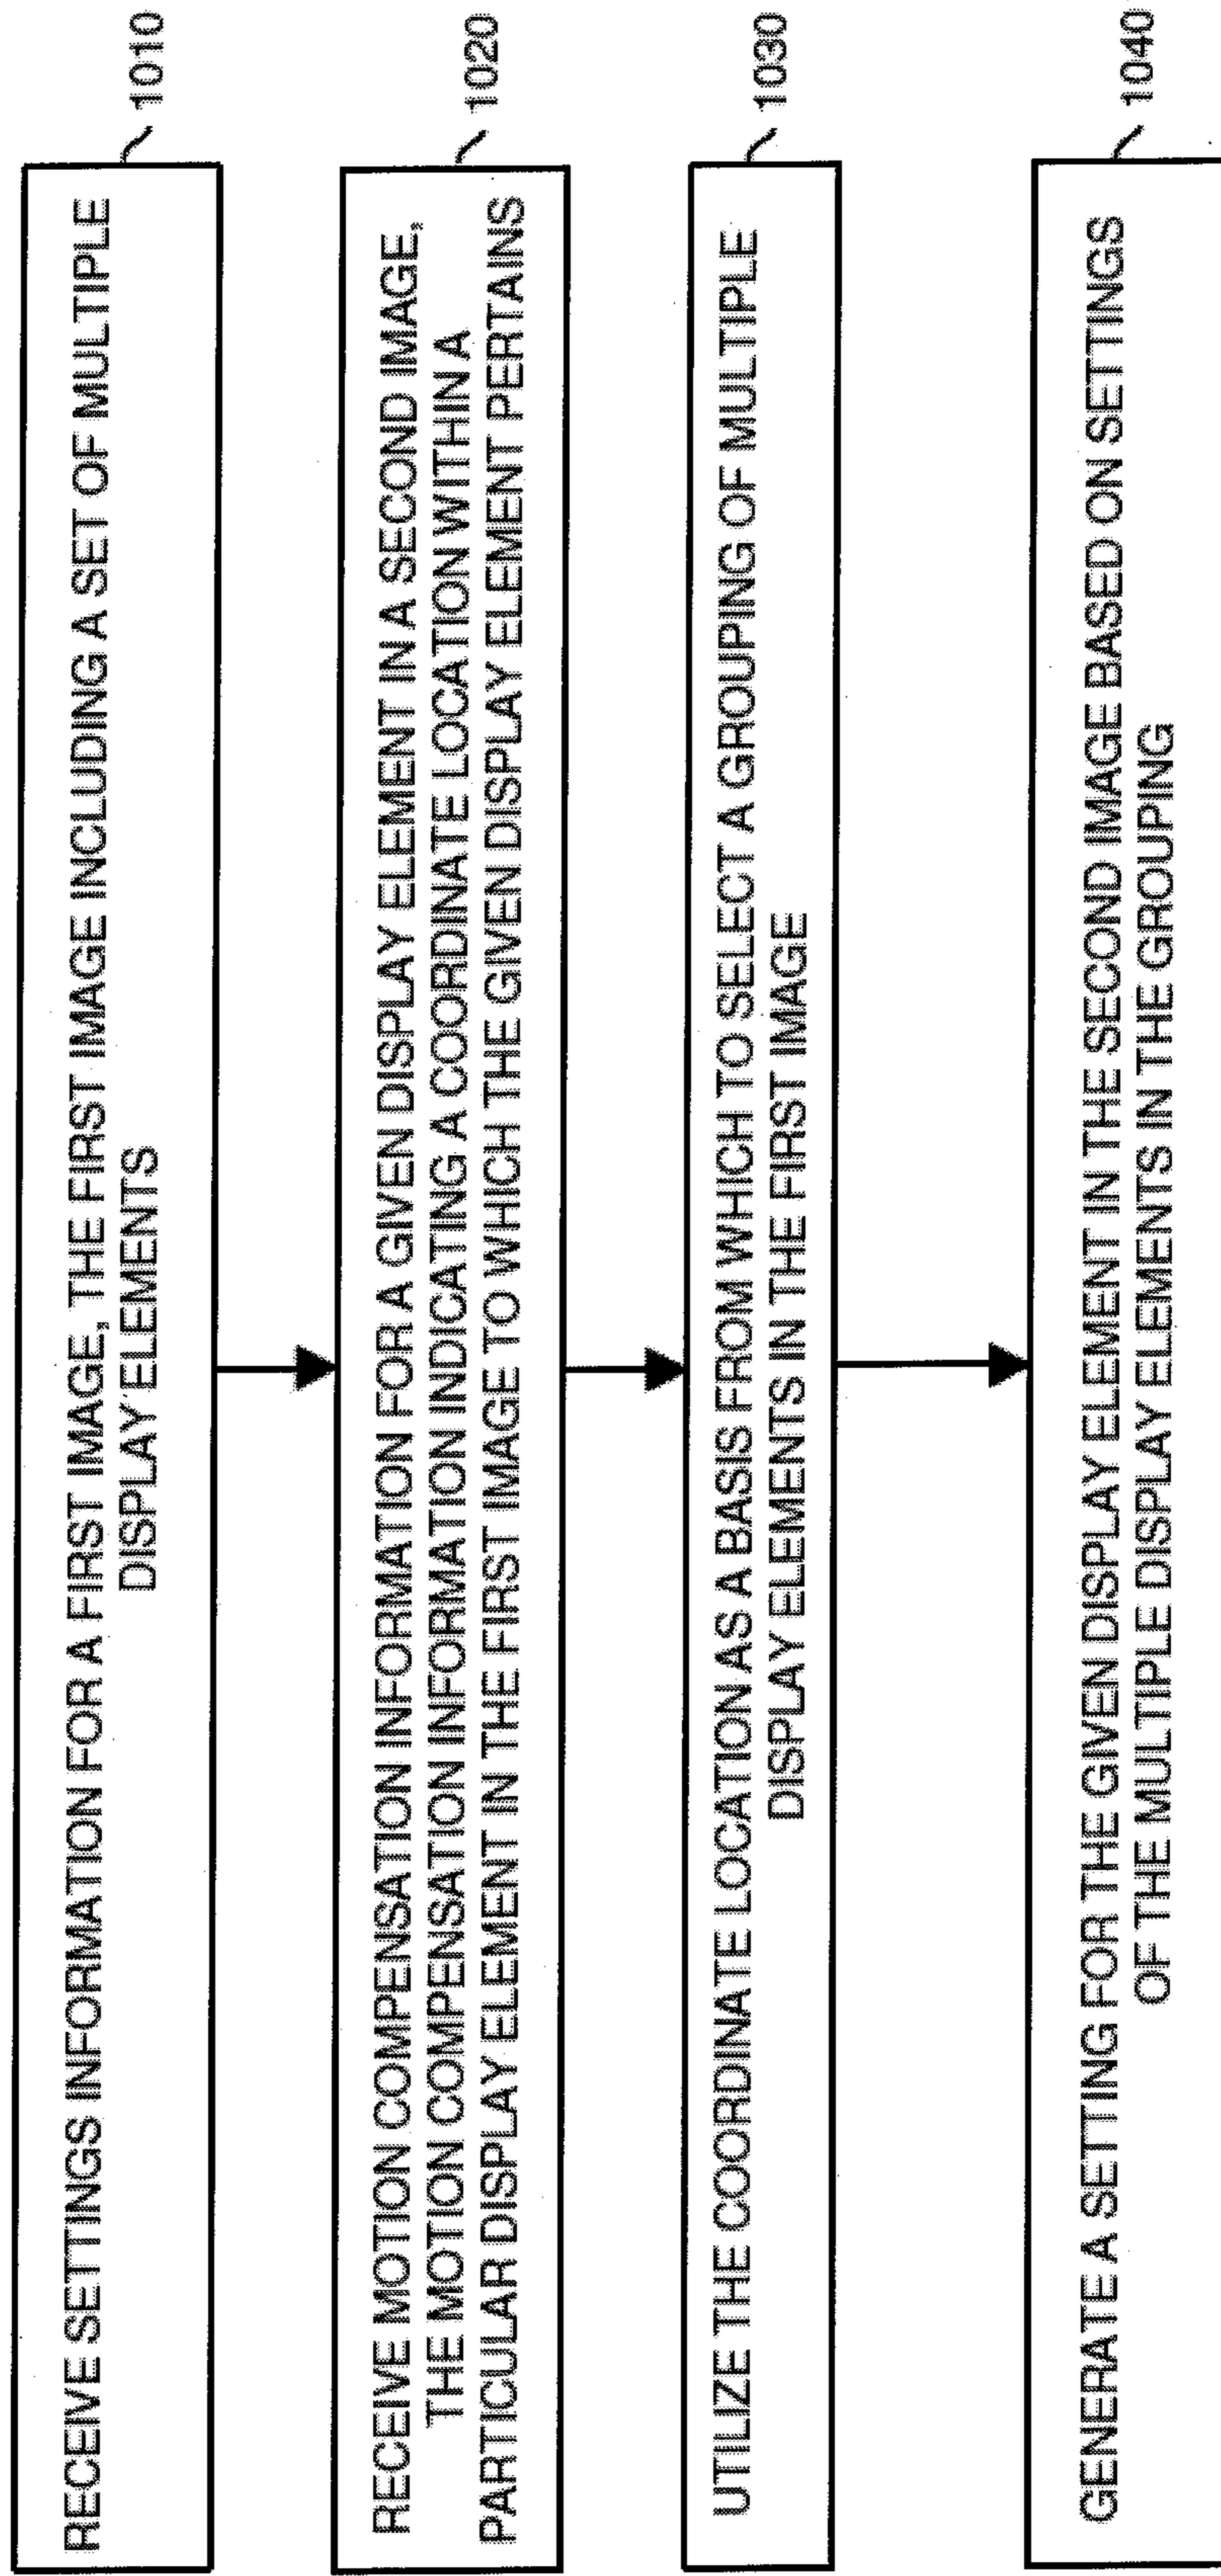 RECEIVE SETTINGS INFORMATION FOR A FIRST IMAGE, THE FIRST IMAGE INCLUDING A SET OF MULTIPLE
DISPLAY ELEMENTS
1010
RECEIVE MOTION COMPENSATION INFORMATION FOR A GIVEN DISPLAY ELEMENT IN A SECOND IMAGE,
THE MOTION COMPENSATION INFORMATION INDICATING A COORDINATE LOCATION WITHIN A
PARTICULAR DISPLAY ELEMENT IN THE FIRST IMAGE TO WHICH THE GIVEN DISPLAY ELEMENT PERTAINS
1020
UTILIZE THE COORDINATE LOCATION AS A BASIS FROM WHICH TO SELECT A GROUPING OF MULTIPLE
DISPLAY ELEMENTS IN THE FIRST IMAGE
1030
GENERATE A SETTING FOR THE GIVEN DISPLAY ELEMENT IN THE SECOND IMAGE BASED ON SETTINGS
OF THE MULTIPLE DISPLAY ELEMENTS IN THE GROUPING
1040